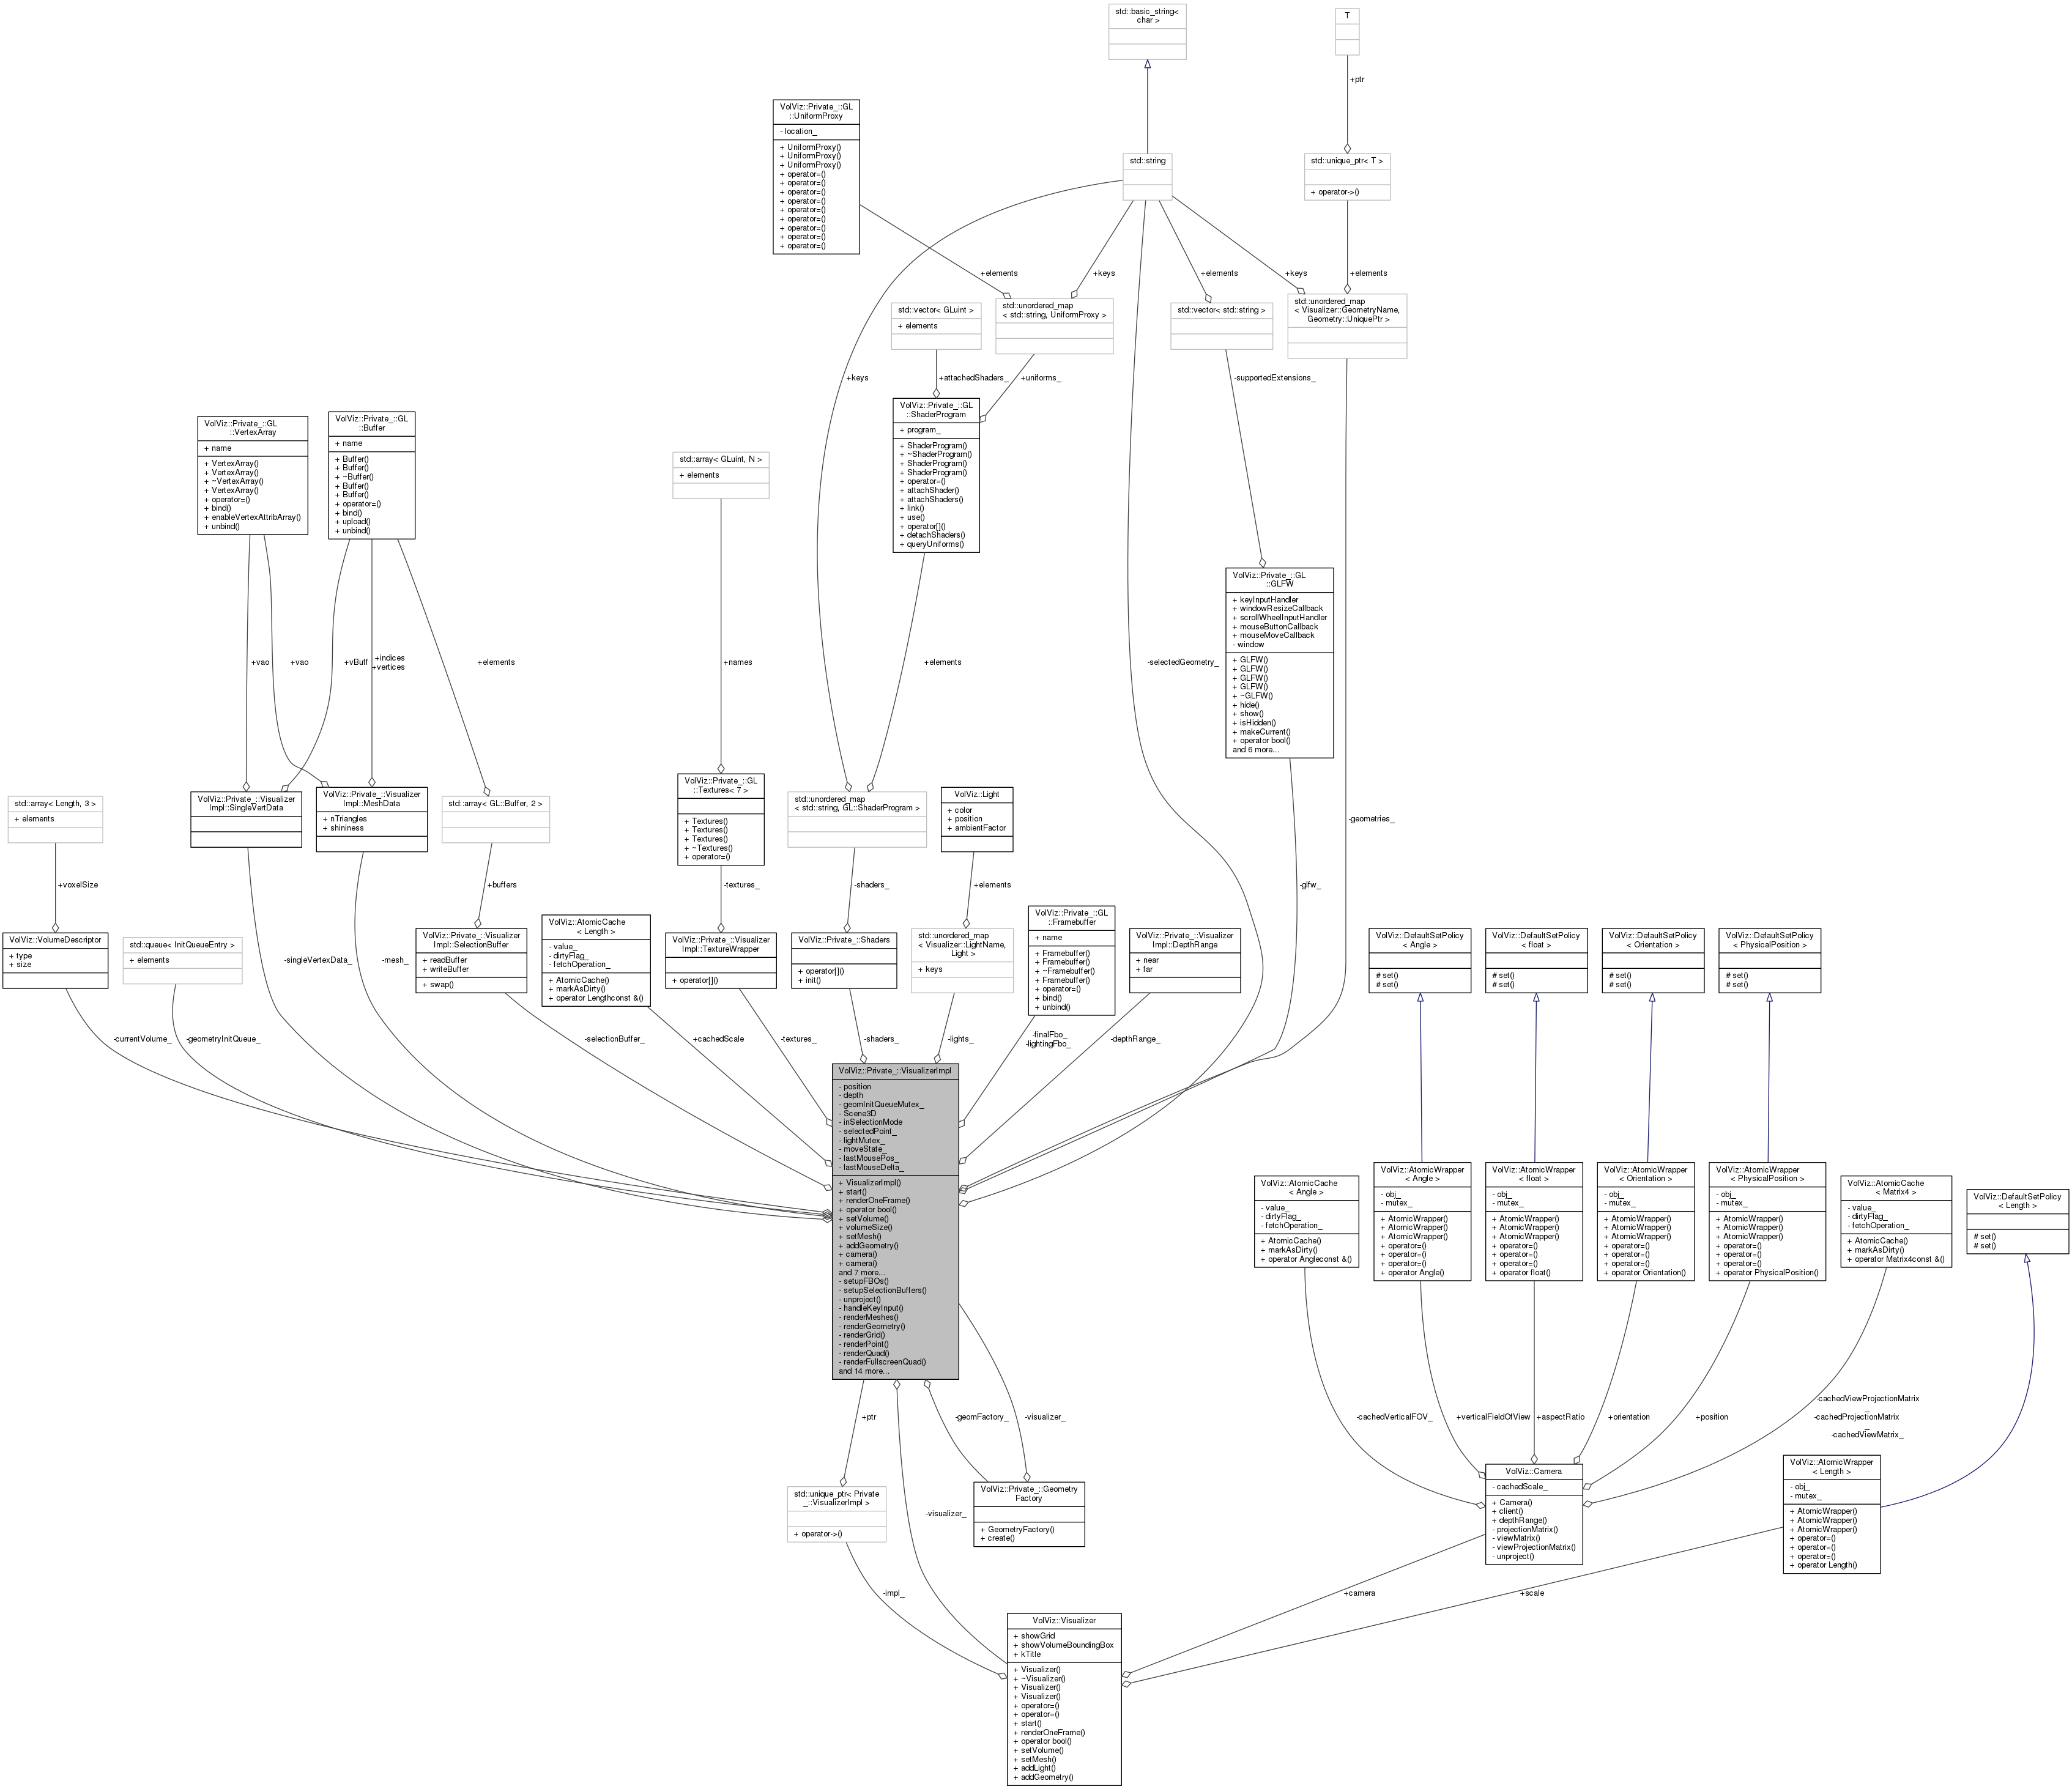 std::basic_string<
char >
T
+ptr
VolViz::Private_::GL
::UniformProxy
- location_
+ UniformProxy()
+ UniformProxy()
+ UniformProxy()
+ operator=()
+ operator=()
+ operator=()
+ operator=()
+ operator=()
+ operator=()
+ operator=()
+ operator=()
+ operator=()
std::string
std::unique_ptr< T >
+ operator->()
+elements
+keys
+elements
+keys
+elements
std::vector< GLuint >
+ elements
std::unordered_map
< std::string, UniformProxy >
std::vector< std::string >
std::unordered_map
< Visualizer::GeometryName,
Geometry::UniquePtr >
+keys
+attachedShaders_
+uniforms_
-supportedExtensions_
VolViz::Private_::GL
::VertexArray
+ name
+ VertexArray()
+ VertexArray()
+ ~VertexArray()
+ VertexArray()
+ operator=()
+ bind()
+ enableVertexAttribArray()
+ unbind()
VolViz::Private_::GL
::Buffer
+ name
+ Buffer()
+ Buffer()
+ ~Buffer()
+ Buffer()
+ Buffer()
+ operator=()
+ bind()
+ upload()
+ unbind()
std::array< GLuint, N >
+ elements
VolViz::Private_::GL
::ShaderProgram
+ program_
+ ShaderProgram()
+ ~ShaderProgram()
+ ShaderProgram()
+ ShaderProgram()
+ operator=()
+ attachShader()
+ attachShaders()
+ link()
+ use()
+ operator[]()
+ detachShaders()
+ queryUniforms()
VolViz::Private_::GL
::GLFW
+ keyInputHandler
+ windowResizeCallback
+ scrollWheelInputHandler
+ mouseButtonCallback
+ mouseMoveCallback
- window
+ GLFW()
+ GLFW()
+ GLFW()
+ GLFW()
+ ~GLFW()
+ hide()
+ show()
+ isHidden()
+ makeCurrent()
+ operator bool()
and 6 more...
+vao
+vao
+vBuff
+indices
+vertices
+elements
+names
+elements
-selectedGeometry_
std::array< Length, 3 >
+ elements
VolViz::Private_::Visualizer
Impl::SingleVertData
VolViz::Private_::Visualizer
Impl::MeshData
+ nTriangles
+ shininess
std::array< GL::Buffer, 2 >
VolViz::Private_::GL
::Textures< 7 >
+ Textures()
+ Textures()
+ Textures()
+ ~Textures()
+ operator=()
std::unordered_map
< std::string, GL::ShaderProgram >
VolViz::Light
+ color
+ position
+ ambientFactor
-geometries_
+voxelSize
+buffers
-textures_
-shaders_
+elements
-glfw_
VolViz::VolumeDescriptor
+ type
+ size
std::queue< InitQueueEntry >
+ elements
-singleVertexData_
-mesh_
VolViz::Private_::Visualizer
Impl::SelectionBuffer
+ readBuffer
+ writeBuffer
+ swap()
VolViz::AtomicCache
< Length >
- value_
- dirtyFlag_
- fetchOperation_
+ AtomicCache()
+ markAsDirty()
+ operator Lengthconst &()
VolViz::Private_::Visualizer
Impl::TextureWrapper
+ operator[]()
VolViz::Private_::Shaders
+ operator[]()
+ init()
std::unordered_map
< Visualizer::LightName,
Light >
+ keys
VolViz::Private_::GL
::Framebuffer
+ name
+ Framebuffer()
+ Framebuffer()
+ ~Framebuffer()
+ Framebuffer()
+ operator=()
+ bind()
+ unbind()
VolViz::Private_::Visualizer
Impl::DepthRange
+ near
+ far
VolViz::DefaultSetPolicy
< Angle >
# set()
# set()
VolViz::DefaultSetPolicy
< float >
# set()
# set()
VolViz::DefaultSetPolicy
< Orientation >
# set()
# set()
VolViz::DefaultSetPolicy
< PhysicalPosition >
# set()
# set()
-currentVolume_
-geometryInitQueue_
-selectionBuffer_
+cachedScale
-textures_
-shaders_
-lights_
-finalFbo_
-lightingFbo_
-depthRange_
VolViz::Private_::VisualizerImpl
- position
- depth
- geomInitQueueMutex_
- Scene3D
- inSelectionMode
- selectedPoint_
- lightMutex_
- moveState_
- lastMousePos_
- lastMouseDelta_
+ VisualizerImpl()
+ start()
+ renderOneFrame()
+ operator bool()
+ setVolume()
+ volumeSize()
+ setMesh()
+ addGeometry()
+ camera()
+ camera()
and 7 more...
- setupFBOs()
- setupSelectionBuffers()
- unproject()
- handleKeyInput()
- renderMeshes()
- renderGeometry()
- renderGrid()
- renderPoint()
- renderQuad()
- renderFullscreenQuad()
and 14 more...
VolViz::AtomicCache
< Angle >
- value_
- dirtyFlag_
- fetchOperation_
+ AtomicCache()
+ markAsDirty()
+ operator Angleconst &()
VolViz::AtomicWrapper
< Angle >
- obj_
- mutex_
+ AtomicWrapper()
+ AtomicWrapper()
+ AtomicWrapper()
+ operator=()
+ operator=()
+ operator=()
+ operator Angle()
VolViz::AtomicWrapper
< float >
- obj_
- mutex_
+ AtomicWrapper()
+ AtomicWrapper()
+ AtomicWrapper()
+ operator=()
+ operator=()
+ operator=()
+ operator float()
VolViz::AtomicWrapper
< Orientation >
- obj_
- mutex_
+ AtomicWrapper()
+ AtomicWrapper()
+ AtomicWrapper()
+ operator=()
+ operator=()
+ operator=()
+ operator Orientation()
VolViz::AtomicWrapper
< PhysicalPosition >
- obj_
- mutex_
+ AtomicWrapper()
+ AtomicWrapper()
+ AtomicWrapper()
+ operator=()
+ operator=()
+ operator=()
+ operator PhysicalPosition()
VolViz::AtomicCache
< Matrix4 >
- value_
- dirtyFlag_
- fetchOperation_
+ AtomicCache()
+ markAsDirty()
+ operator Matrix4const &()
VolViz::DefaultSetPolicy
< Length >
# set()
# set()
+ptr
-geomFactory_
-visualizer_
-cachedVerticalFOV_
+verticalFieldOfView
+aspectRatio
+orientation
+position
-cachedViewProjectionMatrix
_
-cachedProjectionMatrix
_
-cachedViewMatrix_
std::unique_ptr< Private
_::VisualizerImpl >
+ operator->()
-visualizer_
VolViz::Private_::Geometry
Factory
+ GeometryFactory()
+ create()
VolViz::Camera
- cachedScale_
+ Camera()
+ client()
+ depthRange()
- projectionMatrix()
- viewMatrix()
- viewProjectionMatrix()
- unproject()
VolViz::AtomicWrapper
< Length >
- obj_
- mutex_
+ AtomicWrapper()
+ AtomicWrapper()
+ AtomicWrapper()
+ operator=()
+ operator=()
+ operator=()
+ operator Length()
-impl_
+camera
+scale
VolViz::Visualizer
+ showGrid
+ showVolumeBoundingBox
+ kTitle
+ Visualizer()
+ ~Visualizer()
+ Visualizer()
+ Visualizer()
+ operator=()
+ operator=()
+ start()
+ renderOneFrame()
+ operator bool()
+ setVolume()
+ setMesh()
+ addLight()
+ addGeometry()